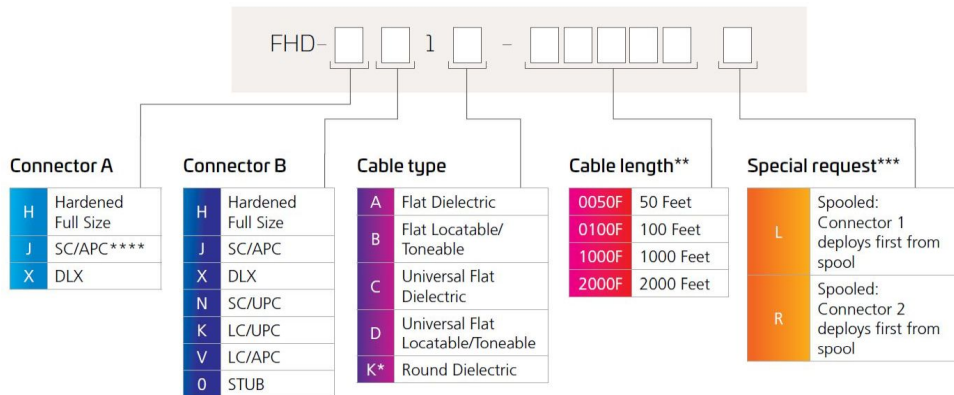 FHD- 1 -
Connector A
H Hardened
Full Size
J SC/APC****
X DLX
Connector B
H Hardened
Full Size
J SC/APC
X DLX
N SC/UPC
K LC/UPC
V LC/APC
0 STUB
Cable type
A Flat Dielectric
B Flat Locatable/
Toneable
C Universal Flat
Dielectric
D Universal Flat
Locatable/Toneable
K* Round Dielectric
Cable length**
0050F 50 Feet
0100F 100 Feet
1000F 1000 Feet
2000F 2000 Feet
Special request***
L Spooled:
Connector 1
deploys first from
spool
R Spooled:
Connector 2
deploys first from
spool